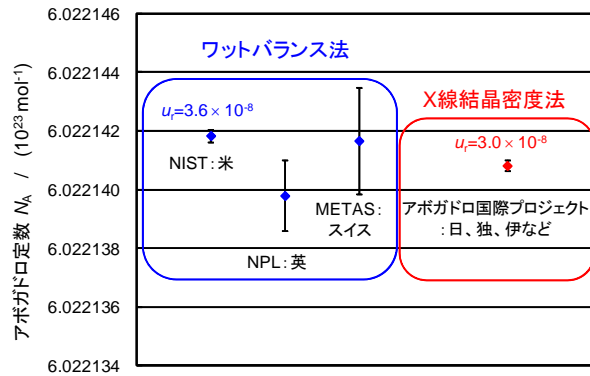 アボガドロ定数 NA / (10²³ mol⁻¹)
6.022146
6.022144
6.022142
6.022140
6.022138
6.022136
6.022134
ワットバランス法
uᵣ=3.6 × 10⁻⁸
NIST：米
NPL：英
METAS：
スイス
X線結晶密度法
uᵣ=3.0 × 10⁻⁸
アボガドロ国際プロジェクト
：日、独、伊など